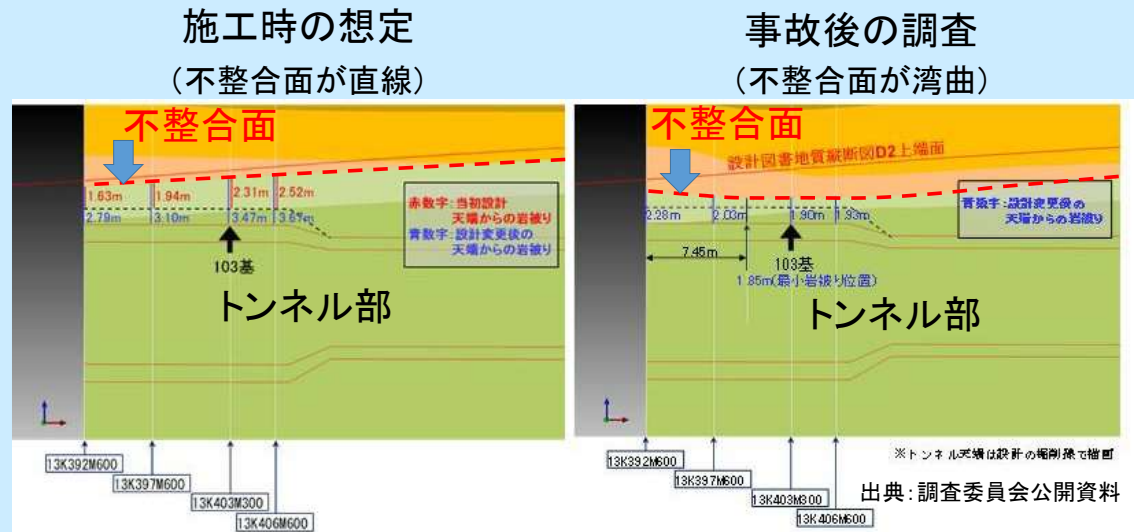 施工時の想定
（不整合面が直線）
不整合面
1.63m
1.94m
2.31m
2.52m
2.79m
3.10m
3.47m
3.67m
赤数字：当初設計
天端からの岩被り
青数字：設計変更後の
天端からの岩被り
103基
トンネル部
13K392M600
13K397M600
13K403M300
13K406M600
事故後の調査
（不整合面が湾曲）
不整合面
設計図書地質縦断図D2上端面
2.28m
2.03m
1.90m
1.93m
青数字：設計変更後の
天端からの岩被り
7.45m
103基
1.85m(最小岩被り位置)
トンネル部
13K392M600
13K397M600
13K403M300
13K406M600
※トンネル天端は設計の掘削線で描画
出典：調査委員会公開資料